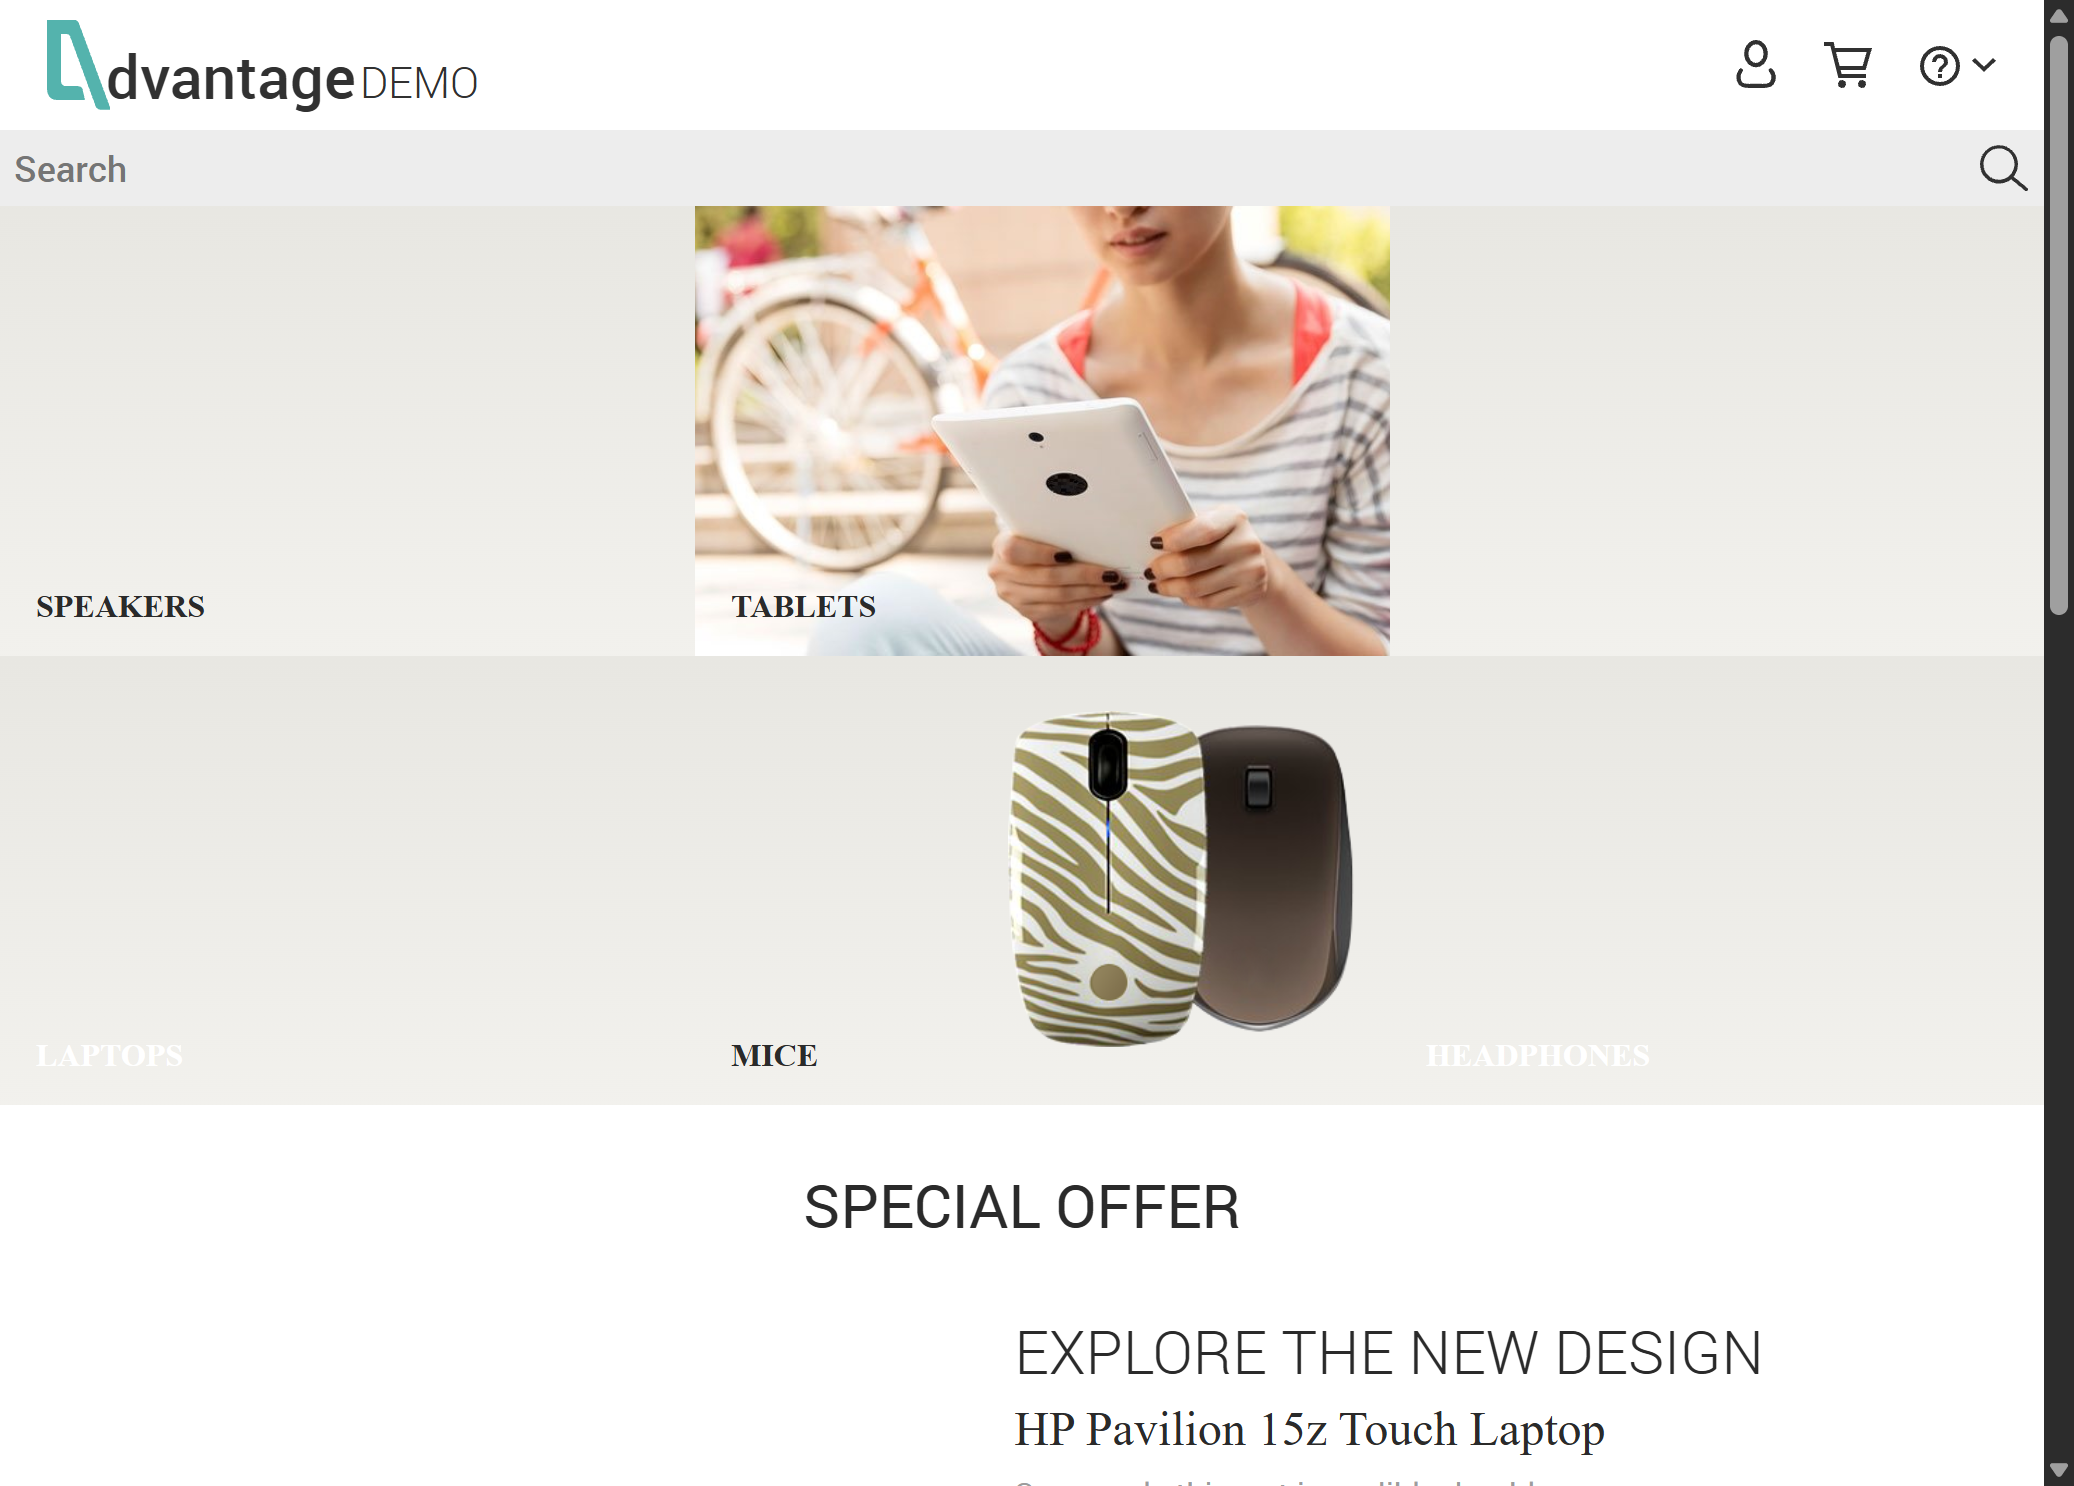 dvantage DEMO
Search
SPEAKERS
TABLETS
LAPTOPS
MICE
HEADPHONES
SPECIAL OFFER
EXPLORE THE NEW DESIGN
HP Pavilion 15z Touch Laptop